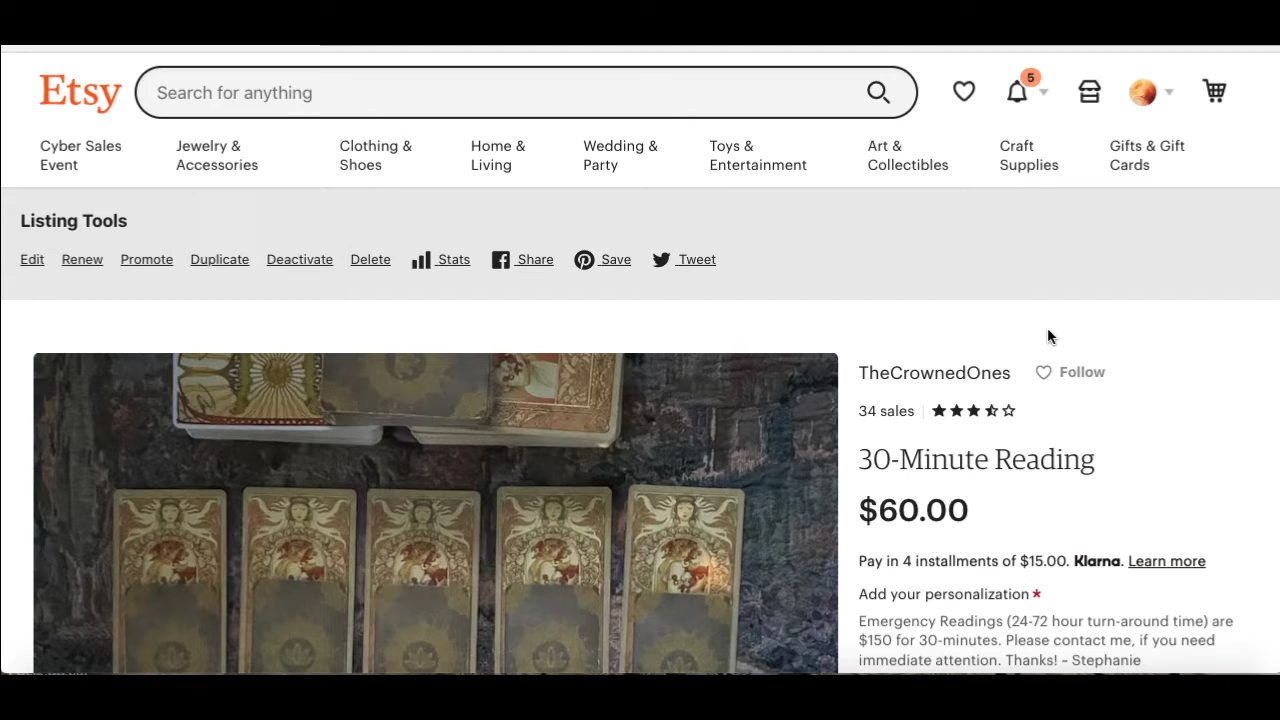 Etsy
Search for anything
5
Cyber Sales Event
Jewelry & Accessories
Clothing & Shoes
Home & Living
Wedding & Party
Toys & Entertainment
Art & Collectibles
Craft Supplies
Gifts & Gift Cards
Listing Tools
Edit Renew Promote Duplicate Deactivate Delete Stats Share Save Tweet
TheCrownedOnes Follow
34 sales
30-Minute Reading
$60.00
Pay in 4 installments of $15.00. Klarna. Learn more
Add your personalization *
Emergency Readings (24-72 hour turn-around time) are
$150 for 30-minutes. Please contact me, if you need
immediate attention. Thanks! - Stephanie